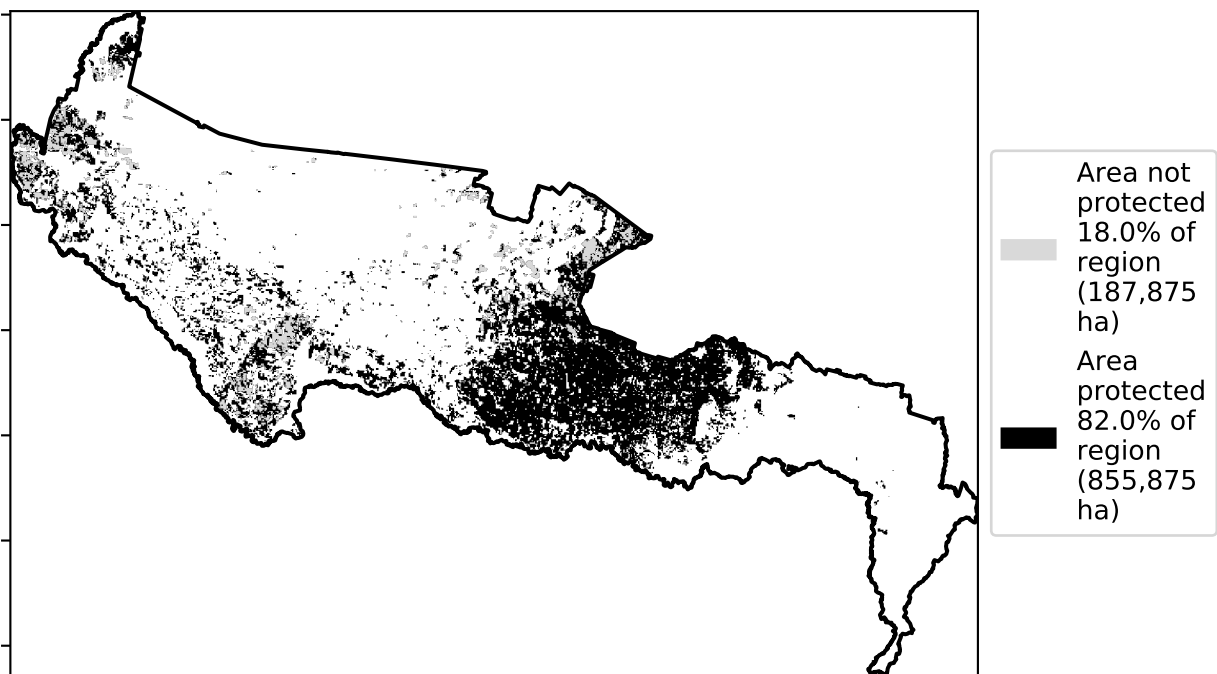 Area not
protected
18.0% of
region
(187,875
ha)
Area
protected
82.0% of
region
(855,875
ha)